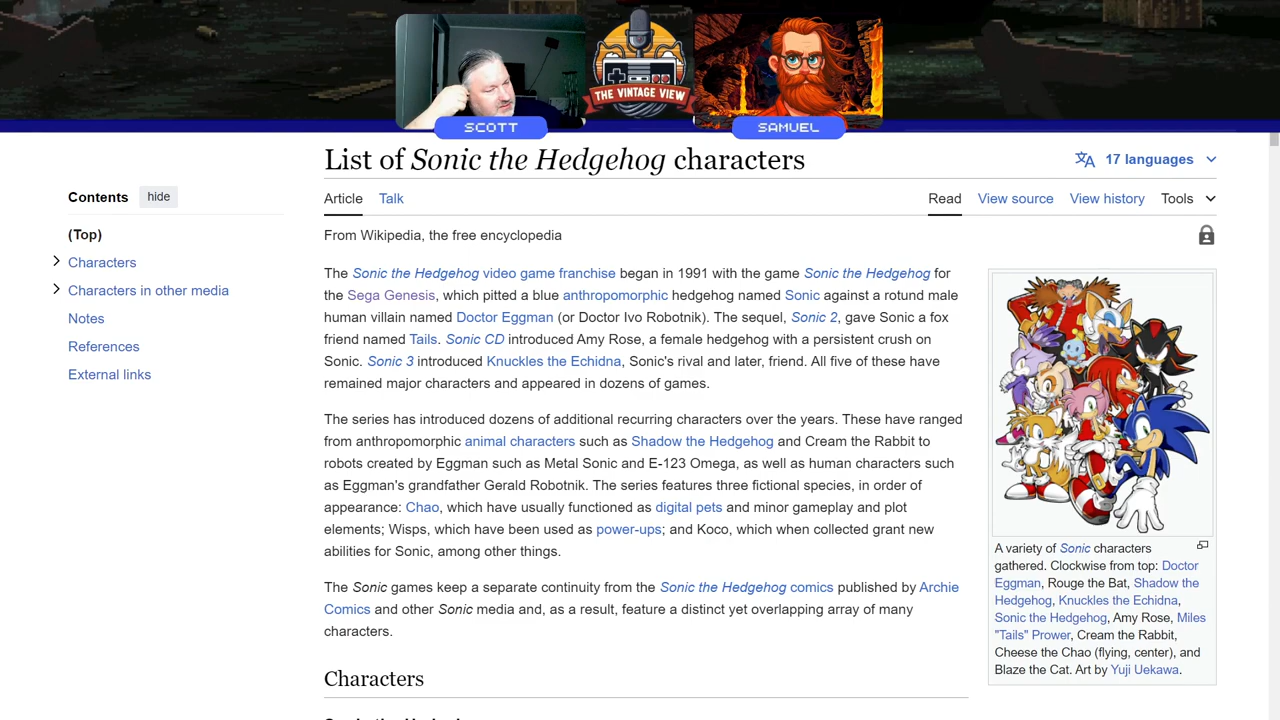 THE VINTAGE VIEW
SCOTT
SAMUEL
List of Sonic the Hedgehog characters
17 languages
Contents
hide
Article
Talk
Read
View source
View history
Tools
(Top)
Characters
Characters in other media
Notes
References
External links
From Wikipedia, the free encyclopedia
The Sonic the Hedgehog video game franchise began in 1991 with the game Sonic the Hedgehog for
the Sega Genesis, which pitted a blue anthropomorphic hedgehog named Sonic against a rotund male
human villain named Doctor Eggman (or Doctor Ivo Robotnik). The sequel, Sonic 2, gave Sonic a fox
friend named Tails. Sonic CD introduced Amy Rose, a female hedgehog with a persistent crush on
Sonic. Sonic 3 introduced Knuckles the Echidna, Sonic's rival and later, friend. All five of these have
remained major characters and appeared in dozens of games.
The series has introduced dozens of additional recurring characters over the years. These have ranged
from anthropomorphic animal characters such as Shadow the Hedgehog and Cream the Rabbit to
robots created by Eggman such as Metal Sonic and E-123 Omega, as well as human characters such
as Eggman's grandfather Gerald Robotnik. The series features three fictional species, in order of
appearance: Chao, which have usually functioned as digital pets and minor gameplay and plot
elements; Wisps, which have been used as power-ups; and Koco, which when collected grant new
abilities for Sonic, among other things.
The Sonic games keep a separate continuity from the Sonic the Hedgehog comics published by Archie
Comics and other Sonic media and, as a result, feature a distinct yet overlapping array of many
characters.
Characters
A variety of Sonic characters
gathered. Clockwise from top: Doctor
Eggman, Rouge the Bat, Shadow the
Hedgehog, Knuckles the Echidna,
Sonic the Hedgehog, Amy Rose, Miles
"Tails" Prower, Cream the Rabbit,
Cheese the Chao (flying, center), and
Blaze the Cat. Art by Yuji Uekawa.